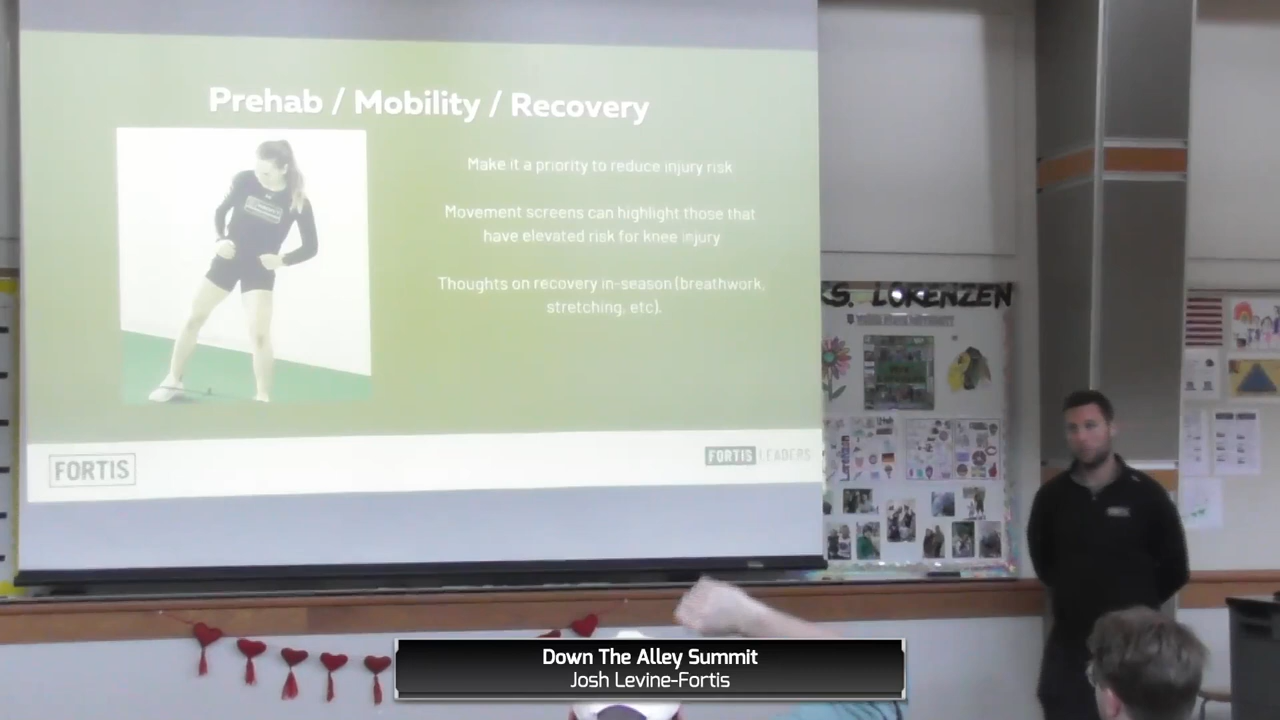 Prehab / Mobility / Recovery
Make it a priority to reduce injury risk
Movement screens can highlight those that
have elevated risk for knee injury
Thoughts on recovery in-season (breathwork,
stretching, etc).
FORTIS
FORTIS LEADERS
S. LORENZEN
Down The Alley Summit
Josh Levine-Fortis